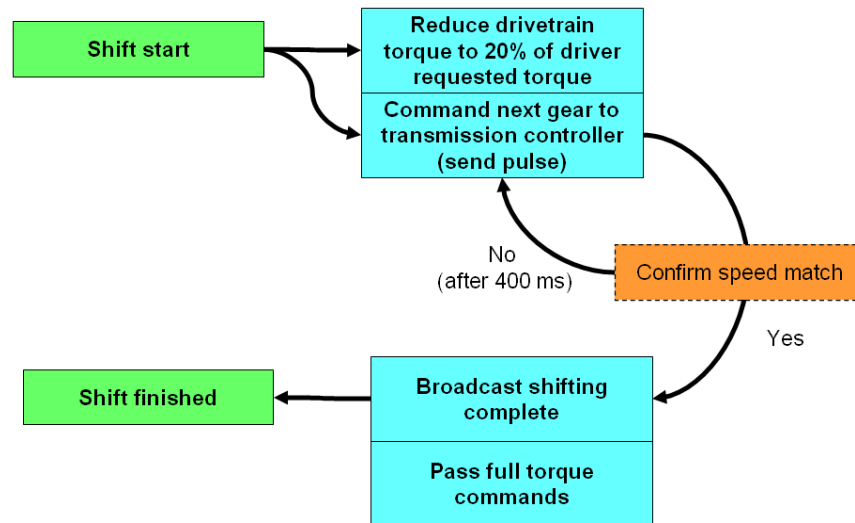 Shift start
Reduce drivetrain
torque to 20% of driver
requested torque
Command next gear to
transmission controller
(send pulse)
No
(after 400 ms)
Confirm speed match
Yes
Shift finished
Broadcast shifting
complete
Pass full torque
commands